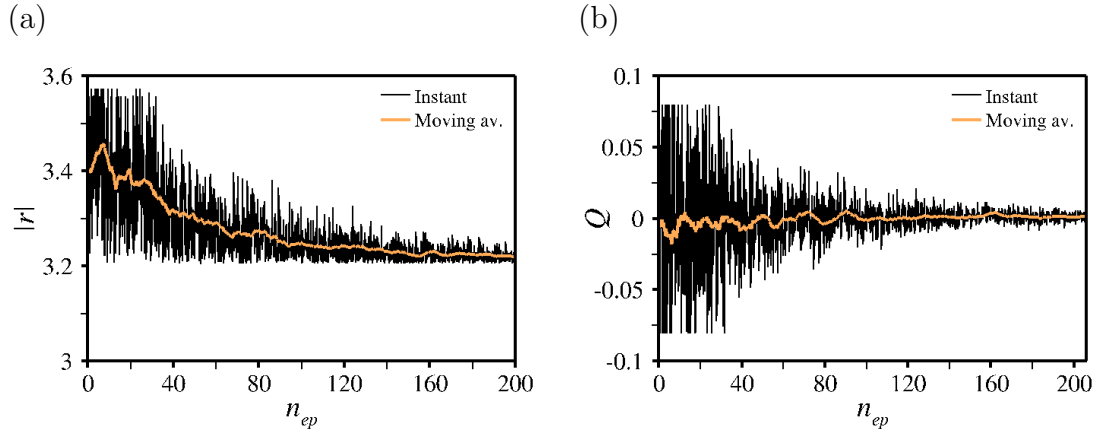 (a)
(b)
3.6
3.4
3.2
3
|r|
0 40 80 120 160 200
n_ep
Instant
Moving av.
0.1
0.05
0
-0.05
-0.1
Q
0 40 80 120 160 200
n_ep
Instant
Moving av.